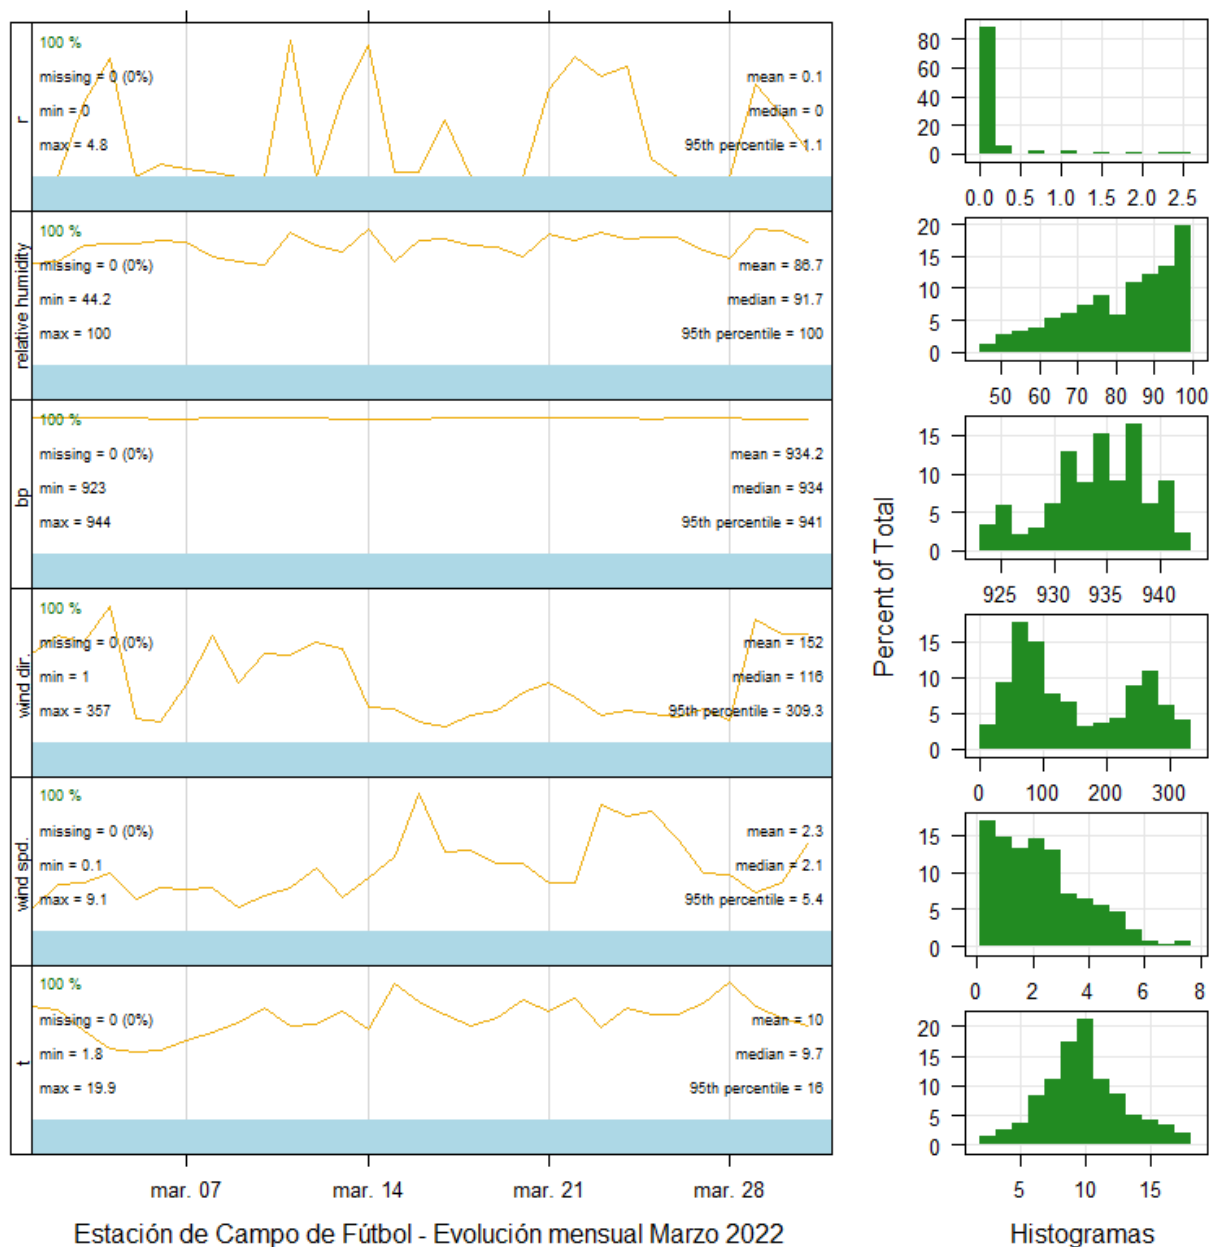 r
100 %
missing = 0 (0%)
min = 0
max = 4.8
mean = 0.1
median = 0
95th percentile = 1.1
relative humidity
100 %
missing = 0 (0%)
min = 44.2
max = 100
mean = 86.7
median = 91.7
95th percentile = 100
bp
100 %
missing = 0 (0%)
min = 923
max = 944
mean = 934.2
median = 934
95th percentile = 941
wind dir.
100 %
missing = 0 (0%)
min = 1
max = 357
mean = 152
median = 116
95th percentile = 309.3
wind spd.
100 %
missing = 0 (0%)
min = 0.1
max = 9.1
mean = 2.3
median = 2.1
95th percentile = 5.4
t
100 %
missing = 0 (0%)
min = 1.8
max = 19.9
mean = 10
median = 9.7
95th percentile = 16
mar. 07 mar. 14 mar. 21 mar. 28
Estación de Campo de Fútbol - Evolución mensual Marzo 2022
Percent of Total
80
60
40
20
0
0.0 0.5 1.0 1.5 2.0 2.5
20
15
10
5
0
50 60 70 80 90 100
15
10
5
0
925 930 935 940
15
10
5
0
0 100 200 300
15
10
5
0
0 2 4 6 8
20
15
10
5
0
5 10 15
Histogramas